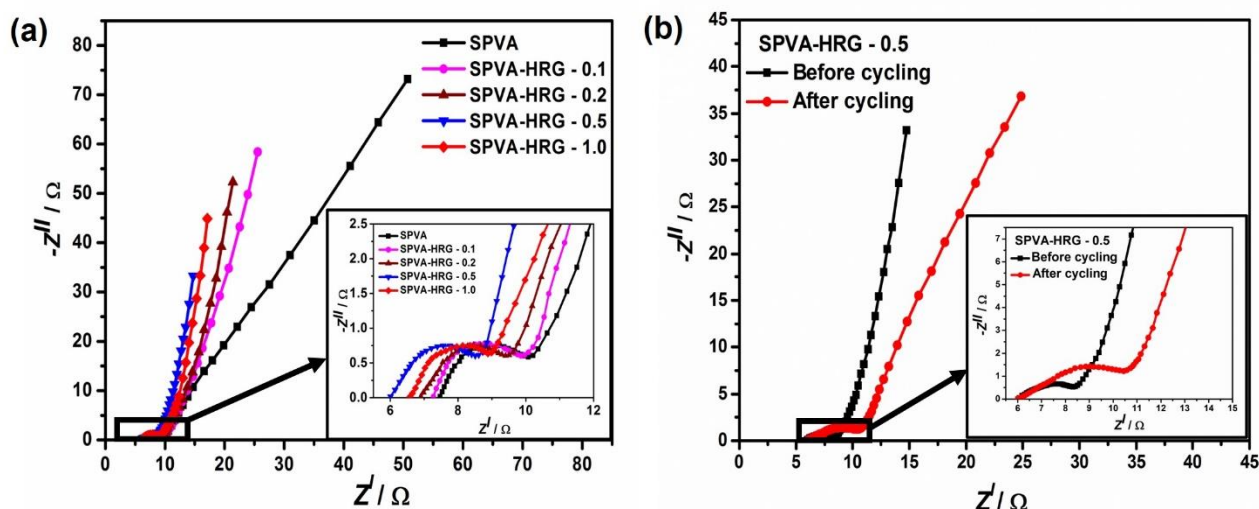 (a)
85
80
70
60
50
40
30
20
10
0
-Z^II / Ω
SPVA
SPVA-HRG - 0.1
SPVA-HRG - 0.2
SPVA-HRG - 0.5
SPVA-HRG - 1.0
2.5
2.0
1.5
1.0
0.5
0.0
-Z^II / Ω
SPVA
SPVA-HRG - 0.1
SPVA-HRG - 0.2
SPVA-HRG - 0.5
SPVA-HRG - 1.0
6 8 10 12
Z^I / Ω
0 10 20 30 40 50 60 70 80
Z^I / Ω
(b)
45
40
35
30
25
20
15
10
5
0
-Z^II / Ω
SPVA-HRG - 0.5
Before cycling
After cycling
7
6
5
4
3
2
1
0
-Z^II / Ω
SPVA-HRG - 0.5
Before cycling
After cycling
5 6 7 8 9 10 11 12 13 14 15
Z^I / Ω
0 5 10 15 20 25 30 35 40 45
Z^I / Ω